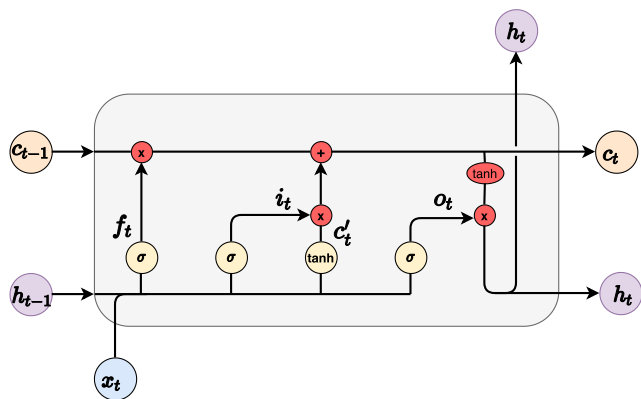 h_t
c_{t-1}
x
+
c_t
tanh
i_t
o_t
x
x
f_t
c'_t
σ
σ
tanh
σ
h_{t-1}
h_t
x_t